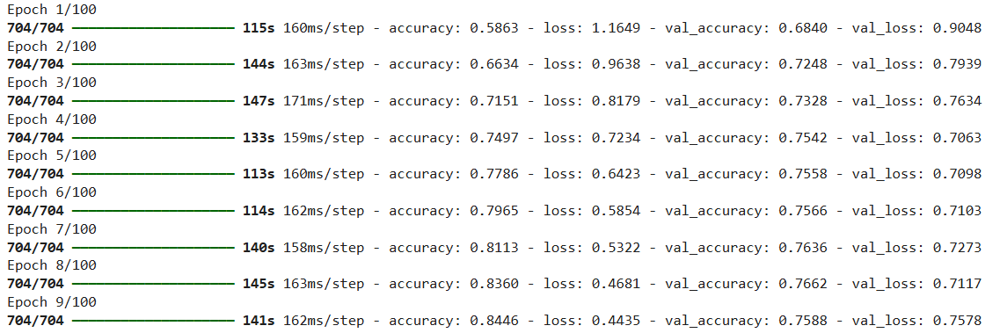 Epoch 1/100
704/704 ━━━━━━━━━━━━━━━━━━━━ 115s 160ms/step - accuracy: 0.5863 - loss: 1.1649 - val_accuracy: 0.6840 - val_loss: 0.9048
Epoch 2/100
704/704 ━━━━━━━━━━━━━━━━━━━━ 144s 163ms/step - accuracy: 0.6634 - loss: 0.9638 - val_accuracy: 0.7248 - val_loss: 0.7939
Epoch 3/100
704/704 ━━━━━━━━━━━━━━━━━━━━ 147s 171ms/step - accuracy: 0.7151 - loss: 0.8179 - val_accuracy: 0.7328 - val_loss: 0.7634
Epoch 4/100
704/704 ━━━━━━━━━━━━━━━━━━━━ 133s 159ms/step - accuracy: 0.7497 - loss: 0.7234 - val_accuracy: 0.7542 - val_loss: 0.7063
Epoch 5/100
704/704 ━━━━━━━━━━━━━━━━━━━━ 113s 160ms/step - accuracy: 0.7786 - loss: 0.6423 - val_accuracy: 0.7558 - val_loss: 0.7098
Epoch 6/100
704/704 ━━━━━━━━━━━━━━━━━━━━ 114s 162ms/step - accuracy: 0.7965 - loss: 0.5854 - val_accuracy: 0.7566 - val_loss: 0.7103
Epoch 7/100
704/704 ━━━━━━━━━━━━━━━━━━━━ 140s 158ms/step - accuracy: 0.8113 - loss: 0.5322 - val_accuracy: 0.7636 - val_loss: 0.7273
Epoch 8/100
704/704 ━━━━━━━━━━━━━━━━━━━━ 145s 163ms/step - accuracy: 0.8360 - loss: 0.4681 - val_accuracy: 0.7662 - val_loss: 0.7117
Epoch 9/100
704/704 ━━━━━━━━━━━━━━━━━━━━ 141s 162ms/step - accuracy: 0.8446 - loss: 0.4435 - val_accuracy: 0.7588 - val_loss: 0.7578